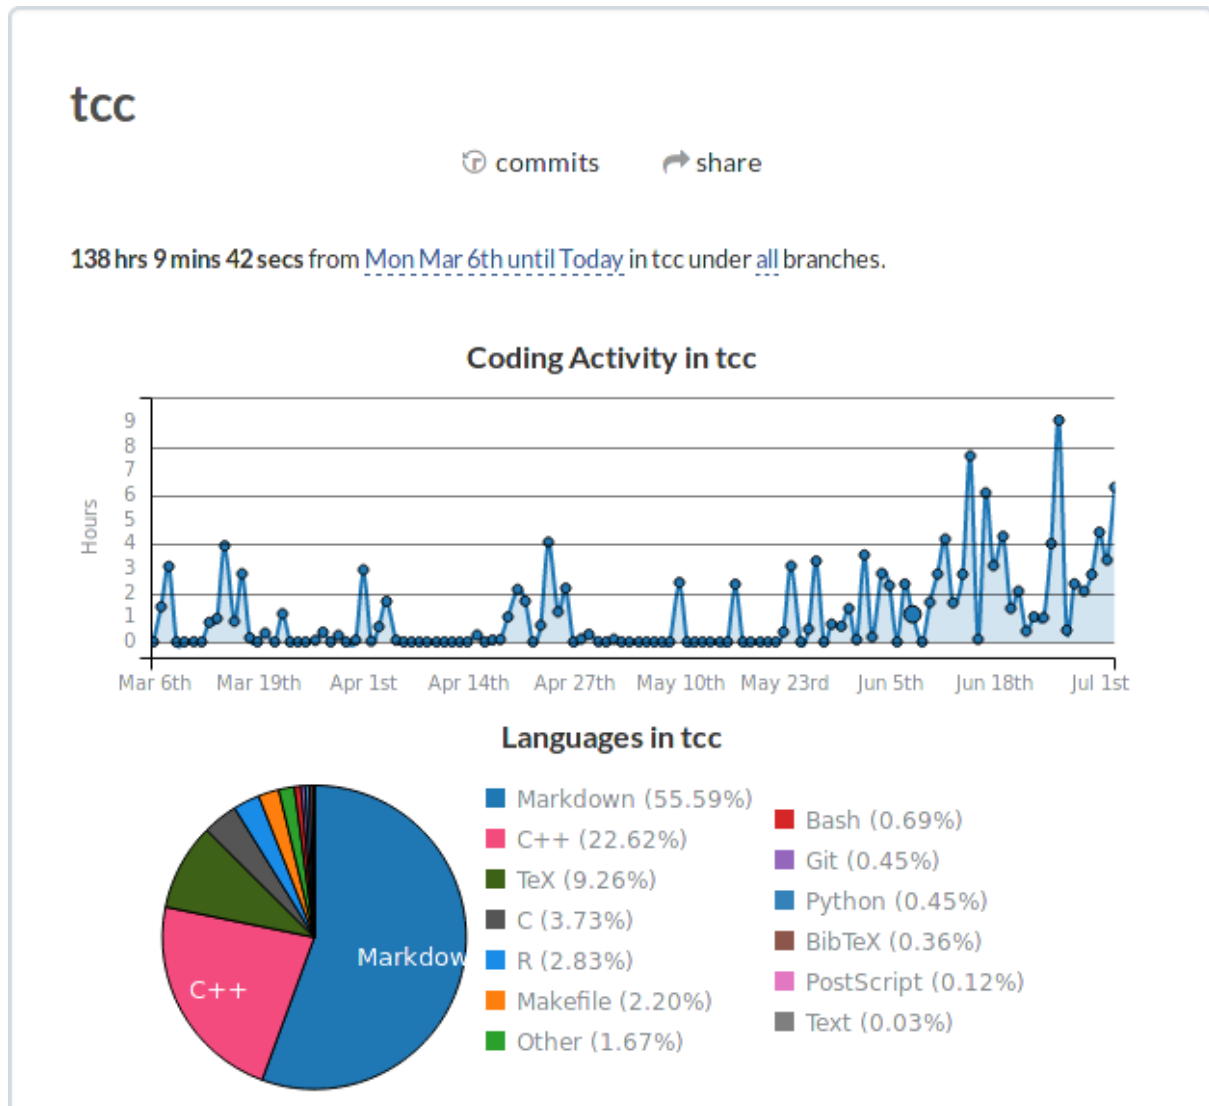 tcc
commits share
138 hrs 9 mins 42 secs from Mon Mar 6th until Today in tcc under all branches.
Coding Activity in tcc
Hours
9
8
7
6
5
4
3
2
1
0
Mar 6th Mar 19th Apr 1st Apr 14th Apr 27th May 10th May 23rd Jun 5th Jun 18th Jul 1st
Languages in tcc
Markdow
C++
Markdown (55.59%)
C++ (22.62%)
TeX (9.26%)
C (3.73%)
R (2.83%)
Makefile (2.20%)
Other (1.67%)
Bash (0.69%)
Git (0.45%)
Python (0.45%)
BibTeX (0.36%)
PostScript (0.12%)
Text (0.03%)